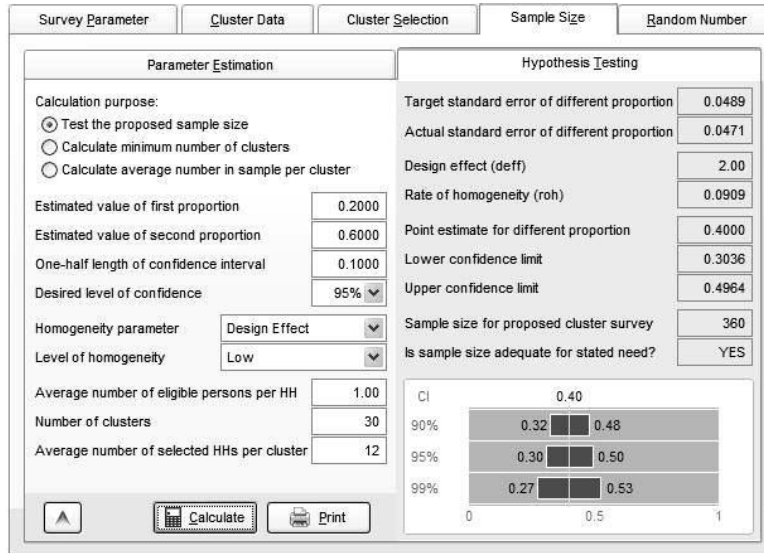 Survey Parameter Cluster Data Cluster Selection Sample Size Random Number
Parameter Estimation
Hypothesis Testing
Calculation purpose:
Test the proposed sample size
Calculate minimum number of clusters
Calculate average number in sample per cluster
Estimated value of first proportion 0.2000
Estimated value of second proportion 0.6000
One-half length of confidence interval 0.1000
Desired level of confidence 95%
Homogeneity parameter Design Effect
Level of homogeneity Low
Average number of eligible persons per HH 1.00
Number of clusters 30
Average number of selected HHs per cluster 12
Calculate Print
Target standard error of different proportion 0.0489
Actual standard error of different proportion 0.0471
Design effect (deff) 2.00
Rate of homogeneity (roh) 0.0909
Point estimate for different proportion 0.4000
Lower confidence limit 0.3036
Upper confidence limit 0.4964
Sample size for proposed cluster survey 360
Is sample size adequate for stated need? YES
CI 0.40
90% 0.32 0.48
95% 0.30 0.50
99% 0.27 0.53
0 0.5 1